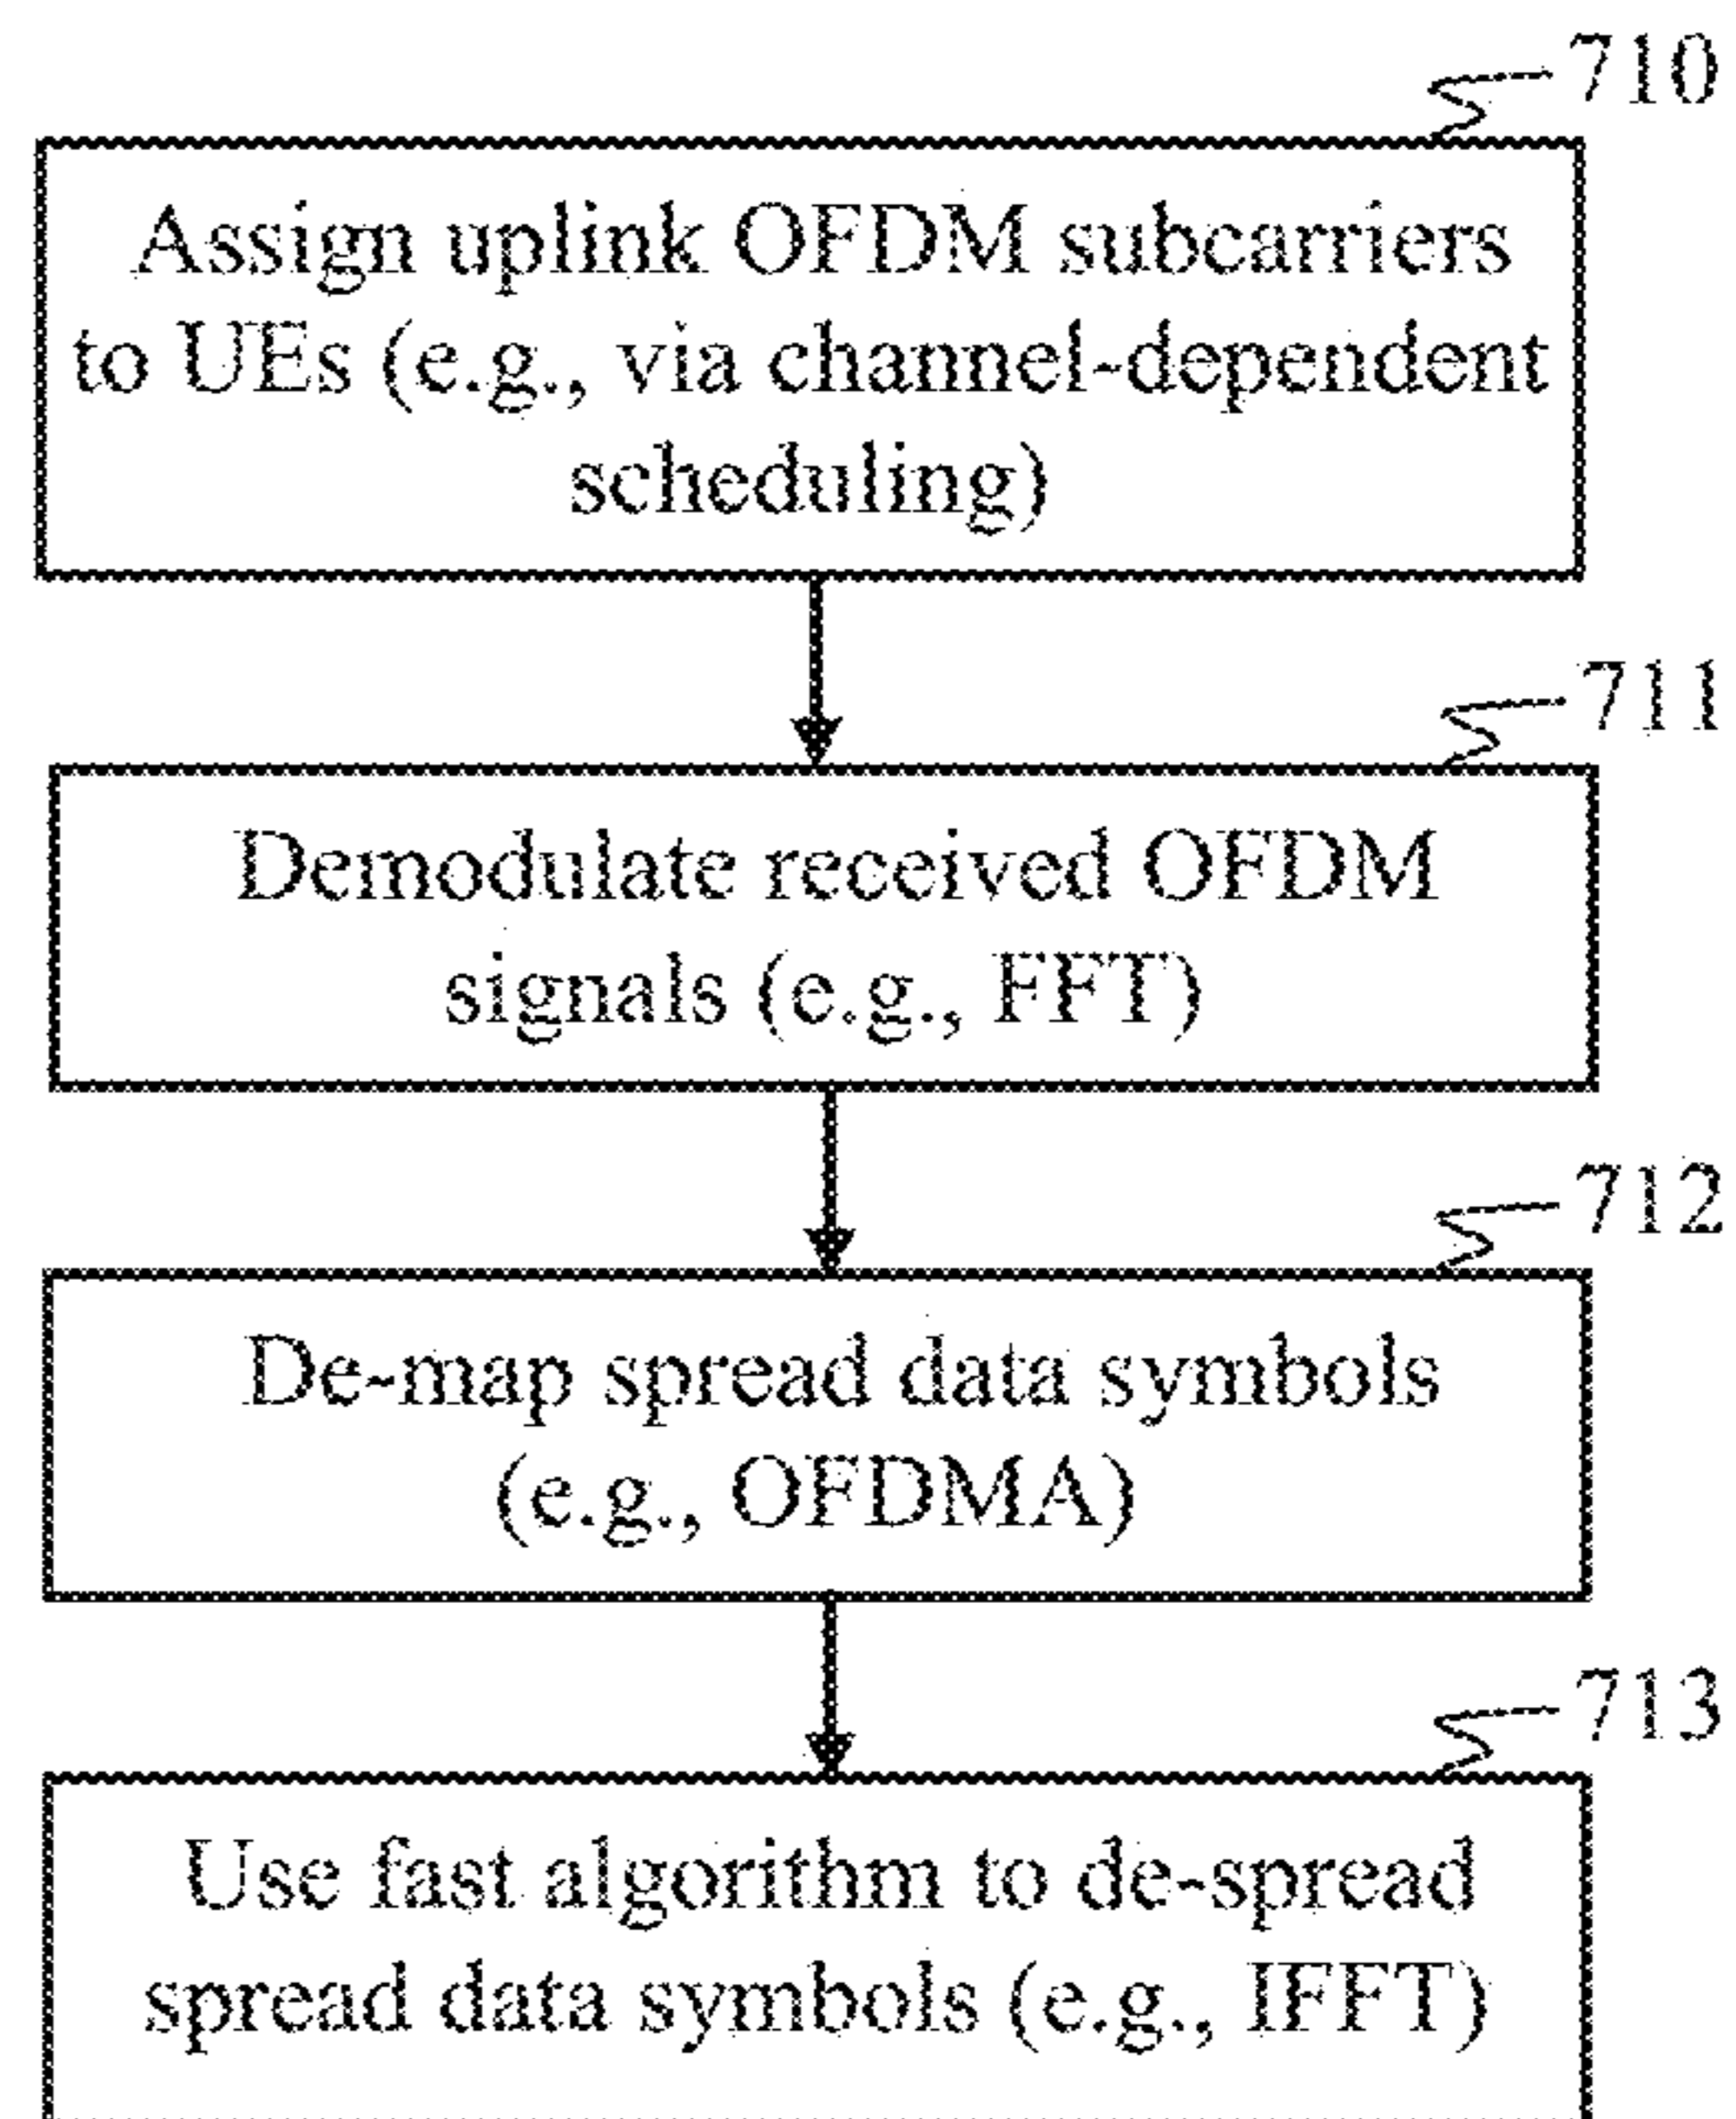 710
Assign uplink OFDM subcarriers
to UEs (e.g., via channel-dependent
scheduling)
711
Demodulate received OFDM
signals (e.g., FFT)
712
De-map spread data symbols
(e.g., OFDMA)
713
Use fast algorithm to de-spread
spread data symbols (e.g., IFFT)